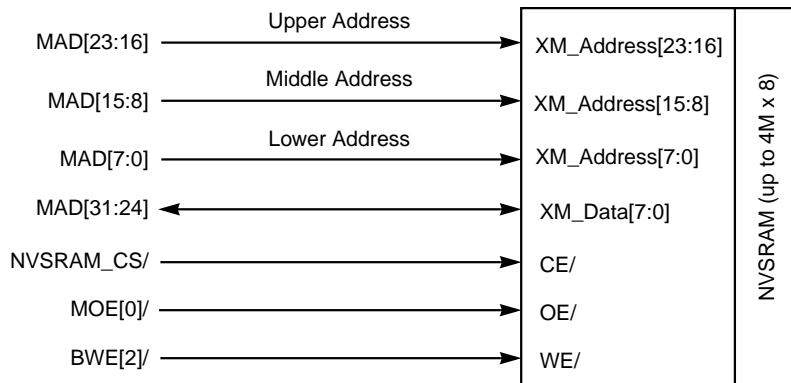 Upper Address
MAD[23:16] XM_Address[23:16]
Middle Address
MAD[15:8] XM_Address[15:8]
Lower Address
MAD[7:0] XM_Address[7:0]
MAD[31:24] XM_Data[7:0]
NVSRAM_CS/ CE/
MOE[0]/ OE/
BWE[2]/ WE/
NVSRAM (up to 4M x 8)